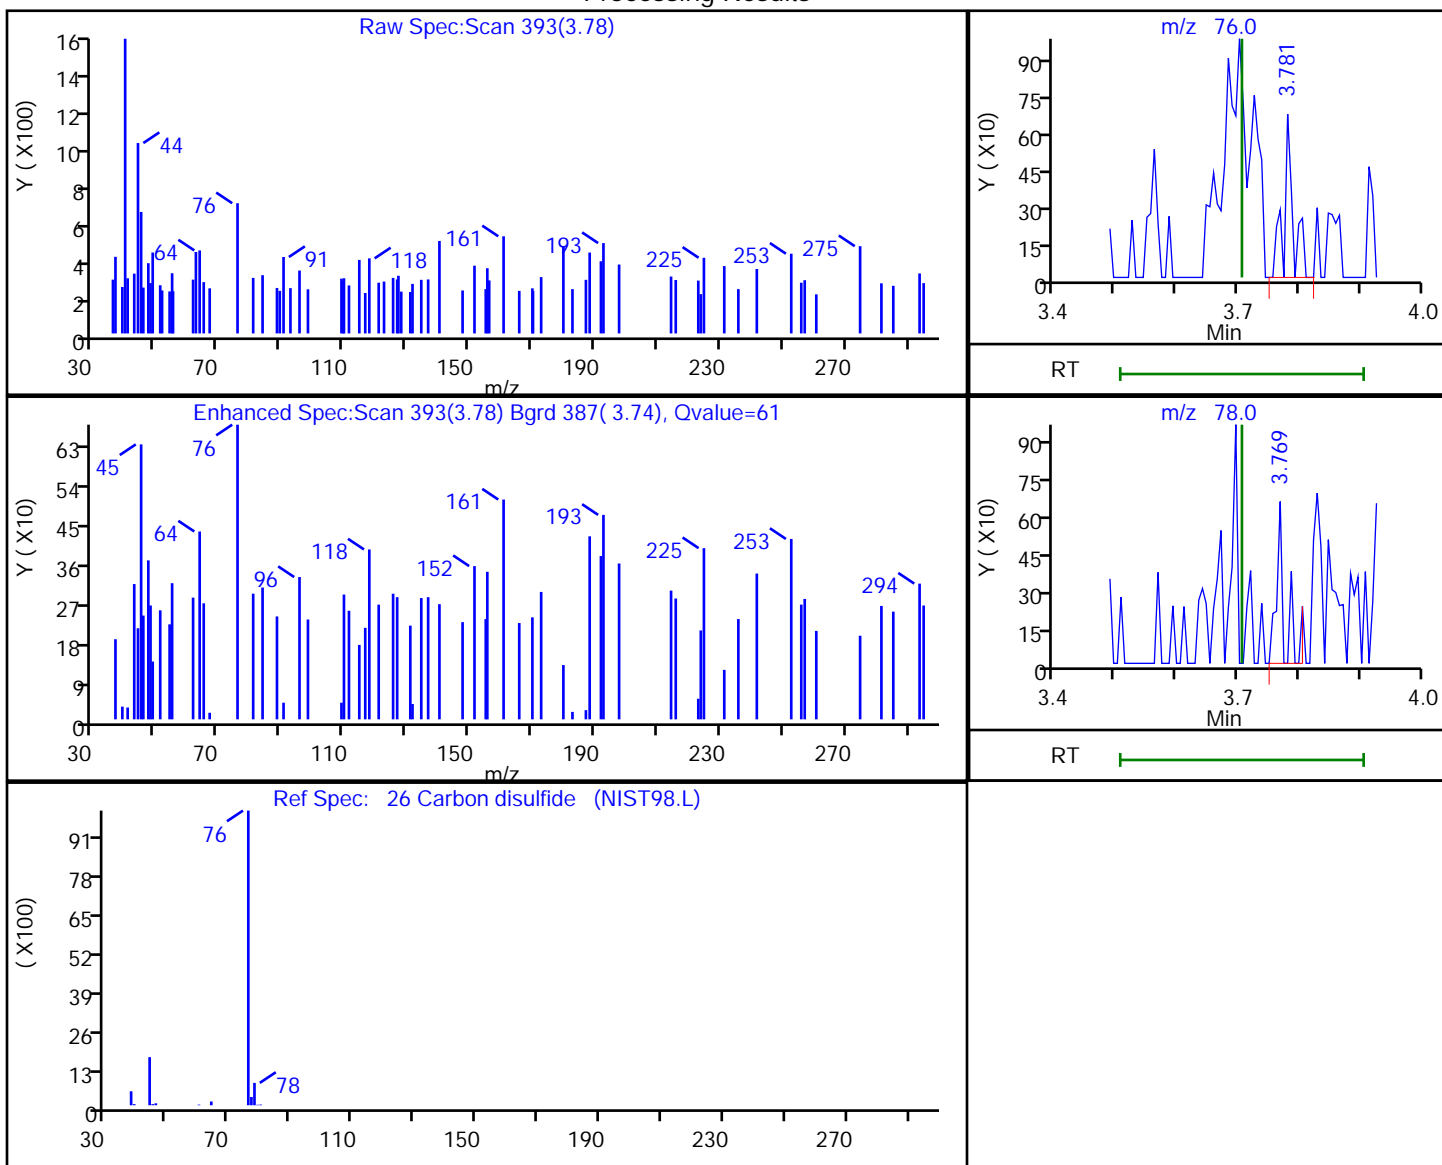 Processing Results
Raw Spec:Scan 393(3.78)
Y ( X100)
16
14
12
10
8
6
4
2
0
44
76
64
91
118
161
193
225
253
275
30 70 110 150 190 230 270
m/z
m/z 76.0
Y ( X10)
90
75
60
45
30
15
0
3.781
3.4 3.7 4.0
Min
RT
Enhanced Spec:Scan 393(3.78) Bgrd 387( 3.74), Qvalue=61
Y ( X10)
63
54
45
36
27
18
9
0
45
76
64
96
118
152
161
193
225
253
294
30 70 110 150 190 230 270
m/z
m/z 78.0
Y ( X10)
90
75
60
45
30
15
0
3.769
3.4 3.7 4.0
Min
RT
Ref Spec: 26 Carbon disulfide (NIST98.L)
( X100)
91
78
65
52
39
26
13
0
76
78
30 70 110 150 190 230 270